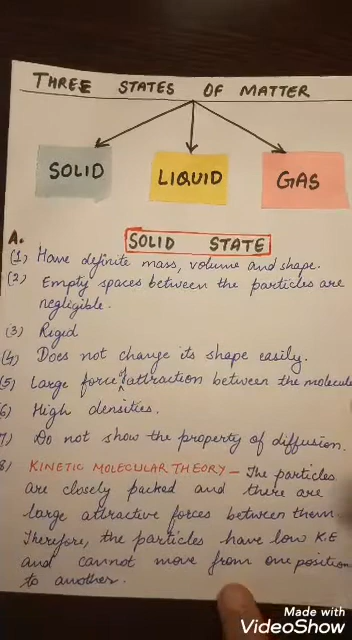 THREE STATES OF MATTER
SOLID
LIQUID
GAS
A.
SOLID STATE
(1) Have definite mass, volume and shape.
(2) Empty spaces between the particles are
negligible.
(3) Rigid
(4) Does not change its shape easily.
(5) Large force of attraction between the molecule
6) High densities.
7) Do not show the property of diffusion.
8) KINETIC MOLECULAR THEORY – The particles
are closely packed and there are
large attractive forces between them.
Therefore, the particles have low K.E
and cannot move from one position
to another.
Made with
VideoShow